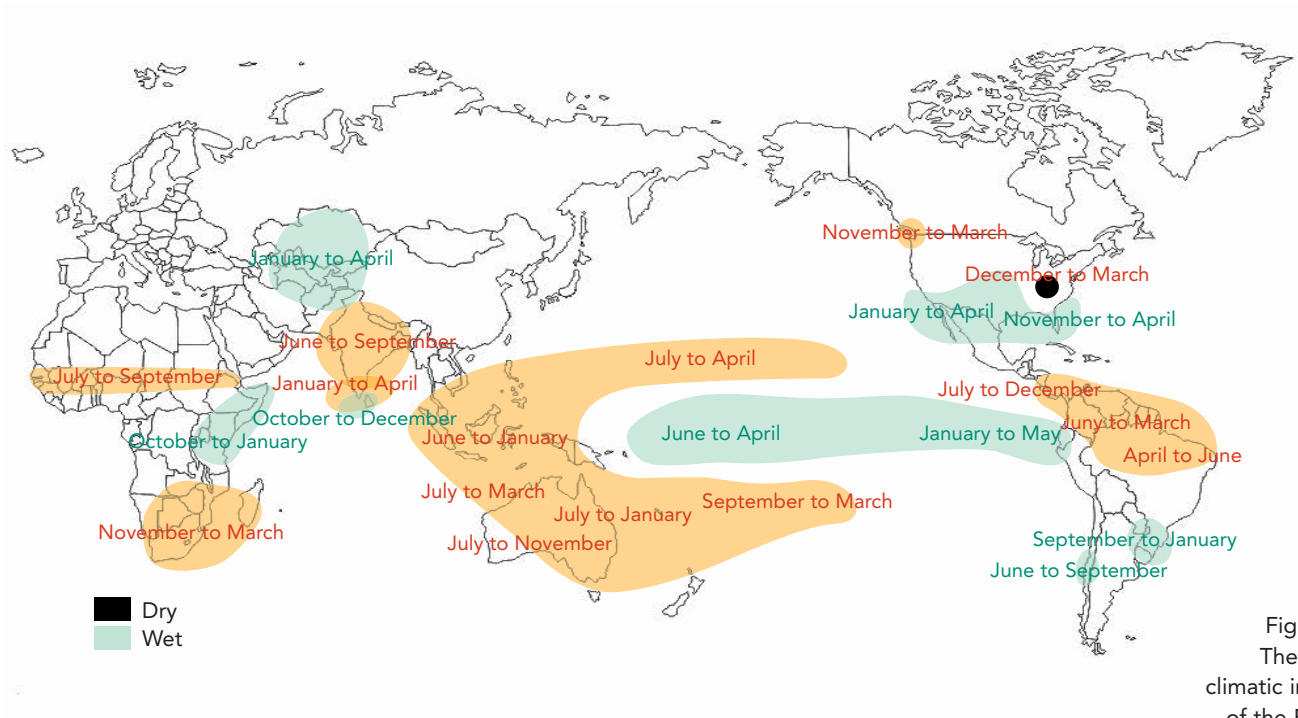 November to March
December to March
January to April
January to April
November to April
June to September
July to April
July to September
January to April
July to December
October to December
Juny to March
October to January
June to January
June to April
January to May
April to June
July to March
September to March
July to January
November to March
July to November
September to January
June to September
Dry
Wet
Fig
The
climatic i
of the